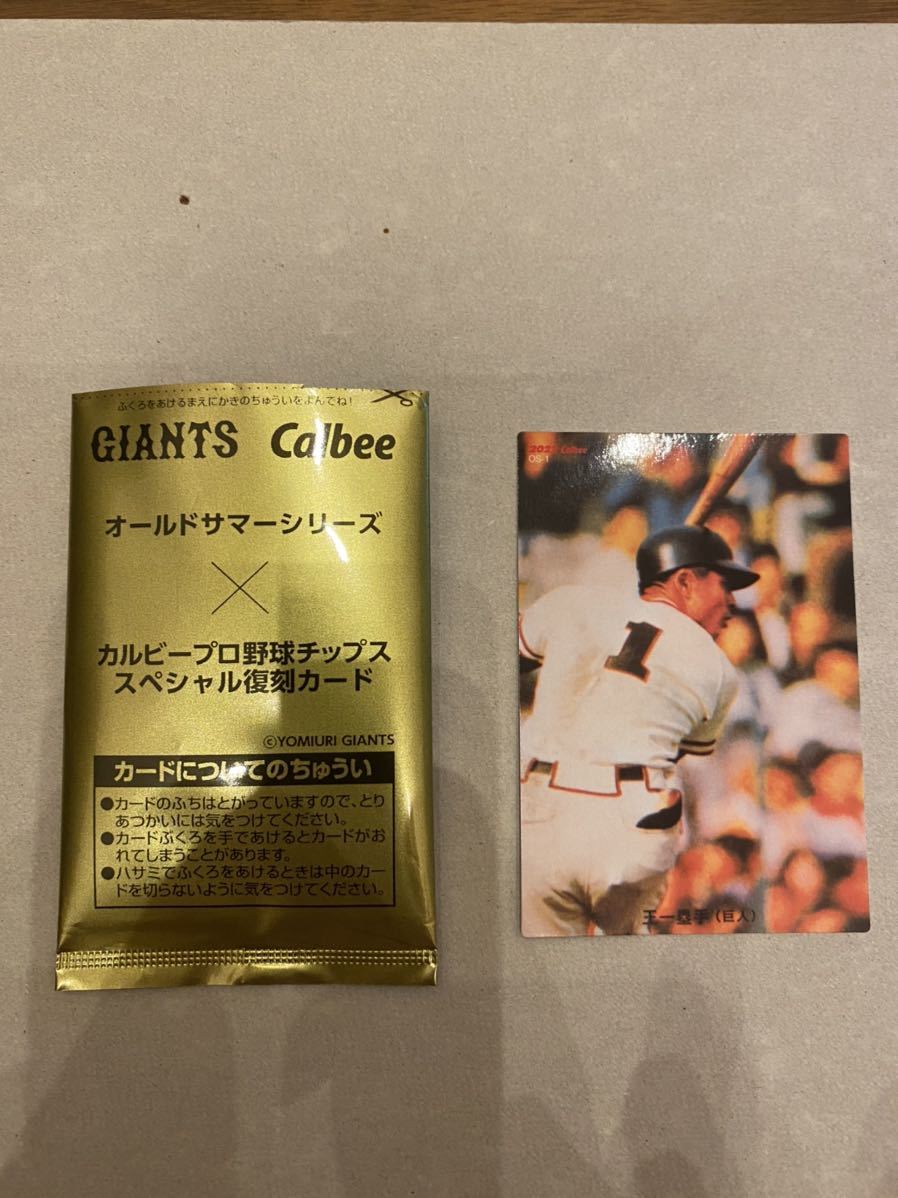 ふくろをあけるまえにかきのちゅういをよんでね!
GIANTS Calbee
オールドサマーシリーズ
×
カルビープロ野球チップス
スペシャル復刻カード
©YOMIURI GIANTS
カードについてのちゅうい
●カードのふちはとがっていますので、とり
あつかいには気をつけてください。
●カードぶくろを手であけるとカードがお
れてしまうことがあります。
●ハサミでふくろをあけるときは中のカー
ドを切らないように気をつけてください。
Calbee
OS-1
1
王一塁手(巨人)